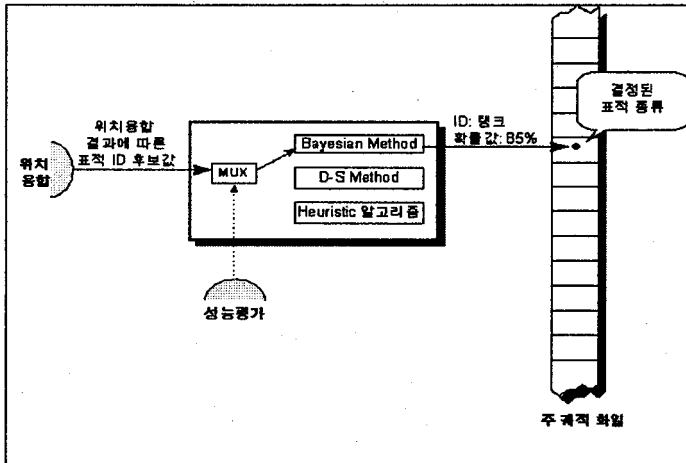 위치융합
결과에 따른
표적 ID 후보값
위치
융합
MUX
Bayesian Method
D-S Method
Heuristic 알고리즘
성능평가
ID: 탱크
확률값: 85%
결정된
표적 종류
주 궤적 화일